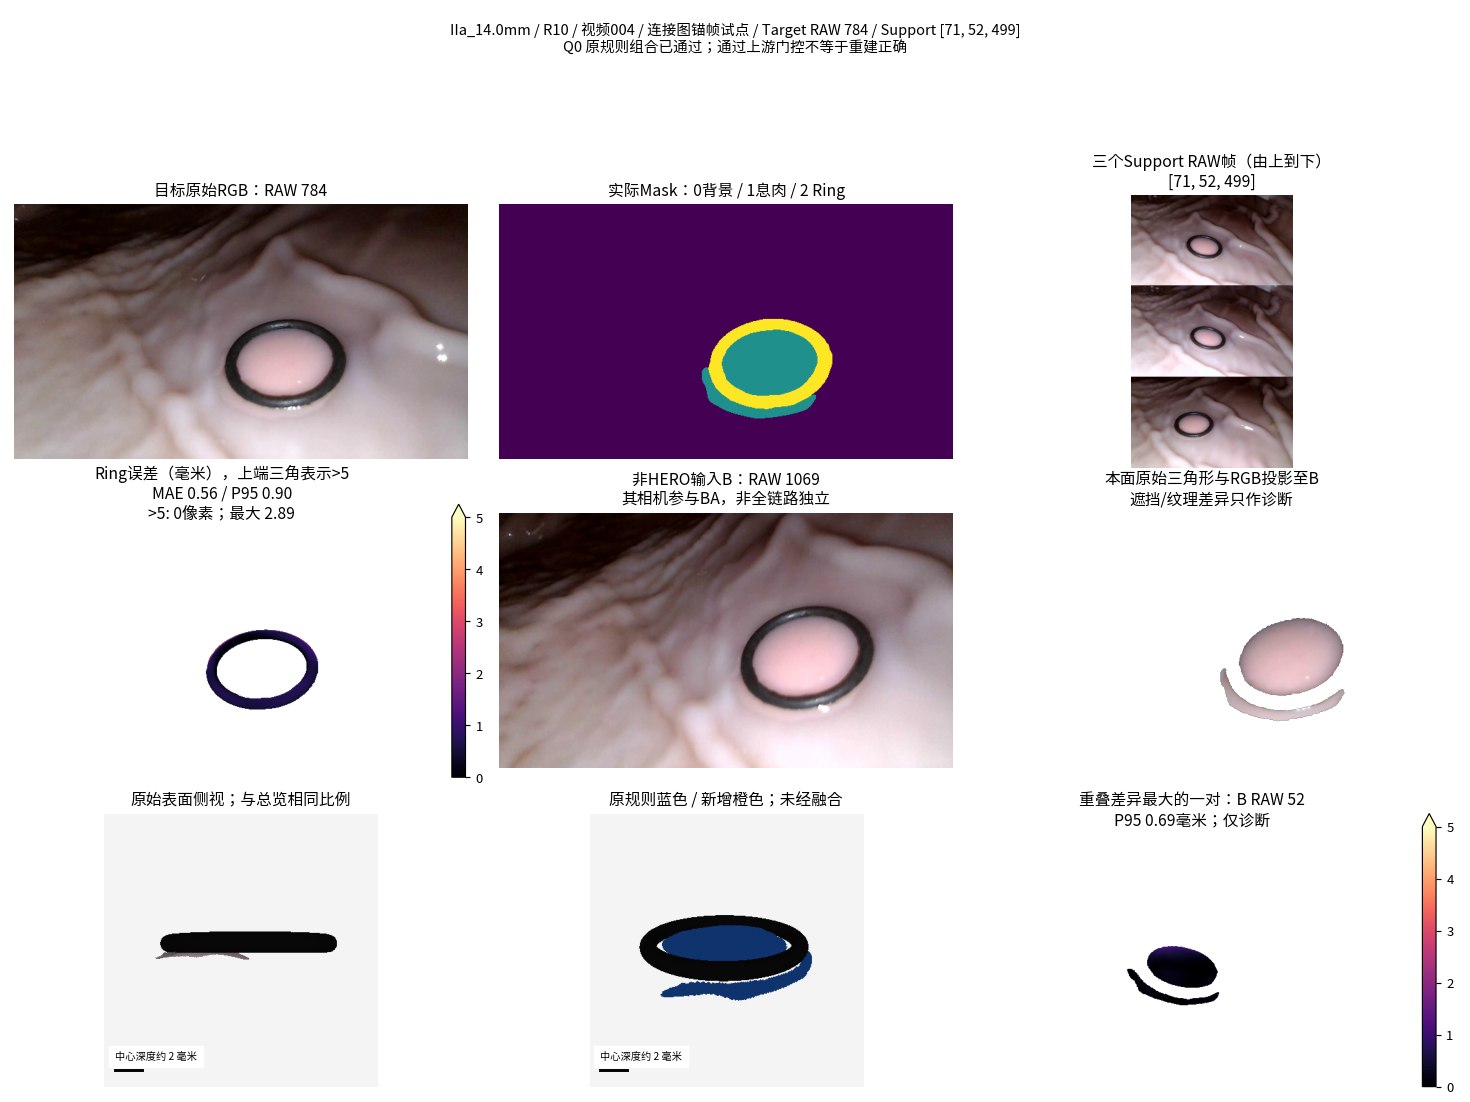 IIa_14.0mm / R10 / 视频004 / 连接图锚帧试点 / Target RAW 784 / Support [71, 52, 499]
Q0 原规则组合已通过；通过上游门控不等于重建正确
目标原始RGB：RAW 784
实际Mask：0背景 / 1息肉 / 2 Ring
三个Support RAW帧（由上到下）
[71, 52, 499]
Ring误差（毫米），上端三角表示>5
MAE 0.56 / P95 0.90
>5: 0像素；最大 2.89
5
4
3
2
1
0
非HERO输入B：RAW 1069
其相机参与BA，非全链路独立
本面原始三角形与RGB投影至B
遮挡/纹理差异只作诊断
原始表面侧视；与总览相同比例
中心深度约 2 毫米
原规则蓝色 / 新增橙色；未经融合
中心深度约 2 毫米
重叠差异最大的一对：B RAW 52
P95 0.69毫米；仅诊断
5
4
3
2
1
0